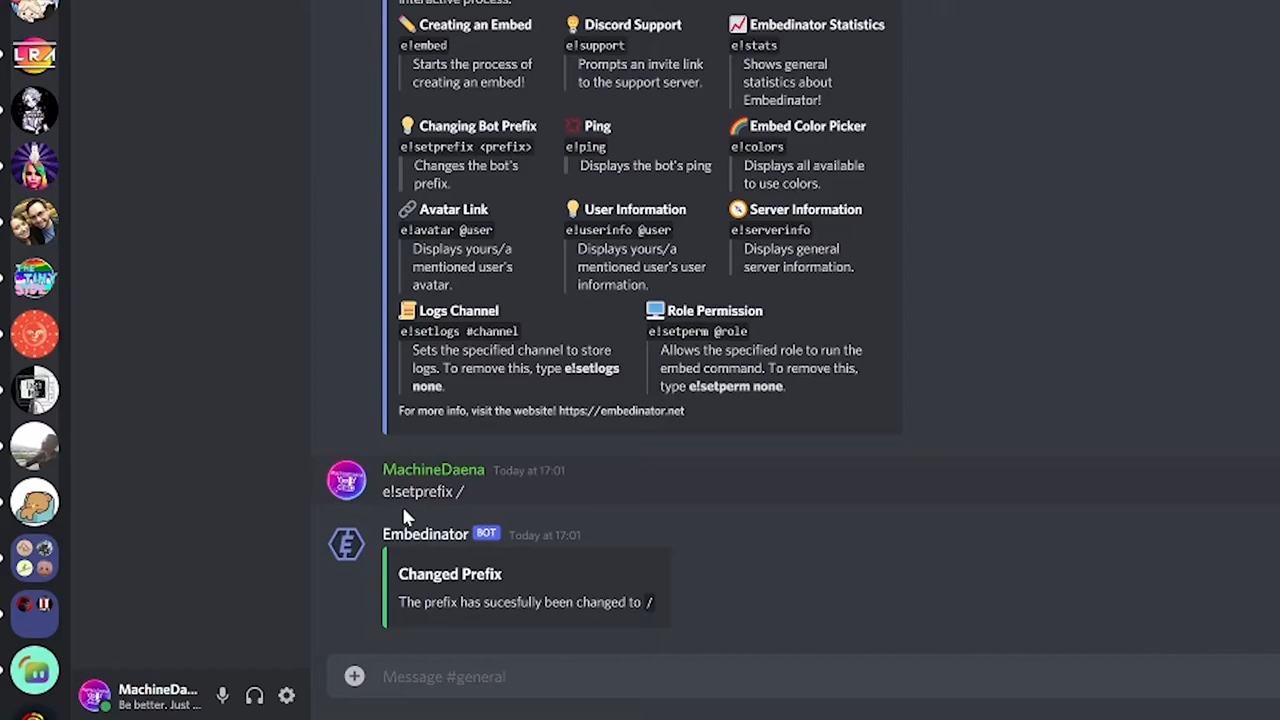 interactive process.
Creating an Embed
e!embed
Starts the process of
creating an embed!
Discord Support
e!support
Prompts an invite link
to the support server.
Embedinator Statistics
e!stats
Shows general
statistics about
Embedinator!
Changing Bot Prefix
e!setprefix <prefix>
Changes the bot's
prefix.
Ping
e!ping
Displays the bot's ping
Embed Color Picker
e!colors
Displays all available
to use colors.
Avatar Link
e!avatar @user
Displays yours/a
mentioned user's
avatar.
User Information
e!userinfo @user
Displays yours/a
mentioned user's user
information.
Server Information
e!serverinfo
Displays general
server information.
Logs Channel
e!setlogs #channel
Sets the specified channel to store
logs. To remove this, type e!setlogs
none.
Role Permission
e!setperm @role
Allows the specified role to run the
embed command. To remove this,
type e!setperm none.
For more info, visit the website! https://embedinator.net
MachineDaena Today at 17:01
e!setprefix /
Embedinator BOT Today at 17:01
Changed Prefix
The prefix has sucesfully been changed to /
Message #general
MachineDa...
Be better. Just ...
LRA
THE
TINY
SIDE